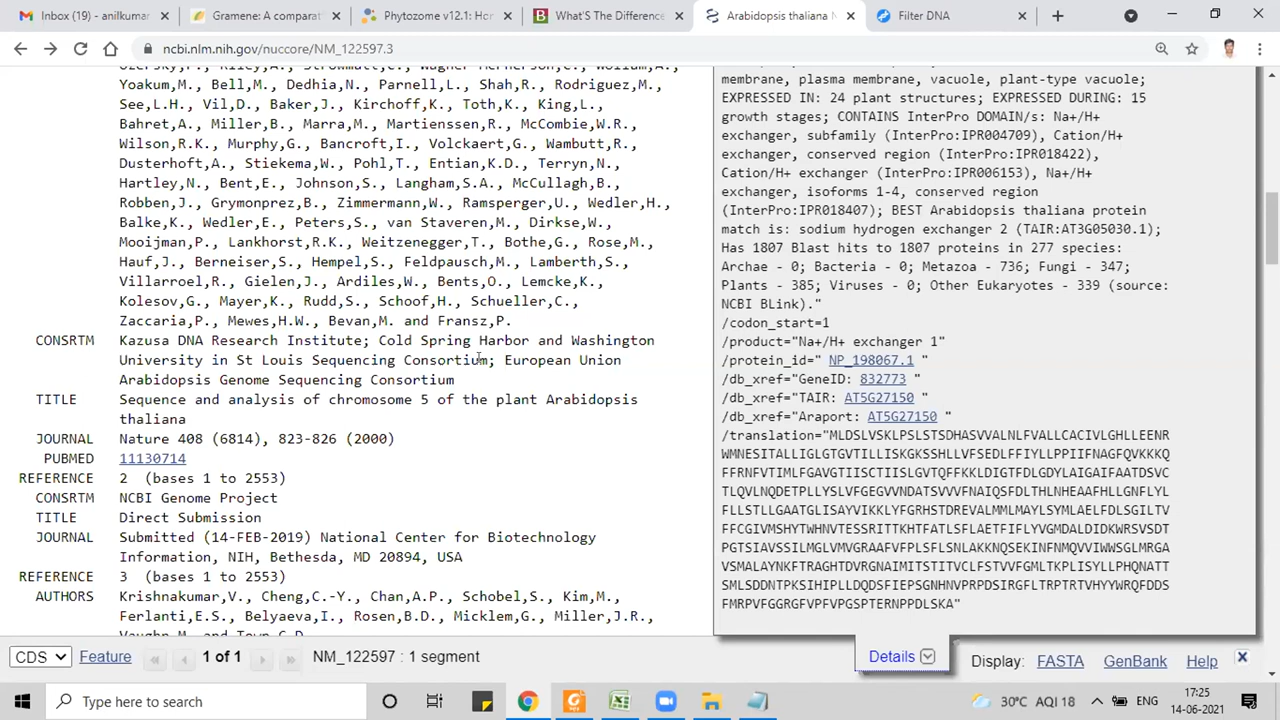 Inbox (19) - anilkumar
Gramene: A comparati
Phytozome v12.1: Hor
What'S The Difference
Arabidopsis thaliana N
Filter DNA
ncbi.nlm.nih.gov/nuccore/NM_122597.3
Yoakum,M., Bell,M., Dedhia,N., Parnell,L., Shah,R., Rodriguez,M.,
See,L.H., Vil,D., Baker,J., Kirchoff,K., Toth,K., King,L.,
Bahret,A., Miller,B., Marra,M., Martienssen,R., McCombie,W.R.,
Wilson,R.K., Murphy,G., Bancroft,I., Volckaert,G., Wambutt,R.,
Dusterhoft,A., Stiekema,W., Pohl,T., Entian,K.D., Terryn,N.,
Hartley,N., Bent,E., Johnson,S., Langham,S.A., McCullagh,B.,
Robben,J., Grymonprez,B., Zimmermann,W., Ramsperger,U., Wedler,H.,
Balke,K., Wedler,E., Peters,S., van Staveren,M., Dirkse,W.,
Mooijman,P., Lankhorst,R.K., Weitzenegger,T., Bothe,G., Rose,M.,
Hauf,J., Berneiser,S., Hempel,S., Feldpausch,M., Lamberth,S.,
Villarroel,R., Gielen,J., Ardiles,W., Bents,O., Lemcke,K.,
Kolesov,G., Mayer,K., Rudd,S., Schoof,H., Schueller,C.,
Zaccaria,P., Mewes,H.W., Bevan,M. and Fransz,P.
CONSRTM Kazusa DNA Research Institute; Cold Spring Harbor and Washington
University in St Louis Sequencing Consortium; European Union
Arabidopsis Genome Sequencing Consortium
TITLE Sequence and analysis of chromosome 5 of the plant Arabidopsis
thaliana
JOURNAL Nature 408 (6814), 823-826 (2000)
PUBMED 11130714
REFERENCE 2 (bases 1 to 2553)
CONSRTM NCBI Genome Project
TITLE Direct Submission
JOURNAL Submitted (14-FEB-2019) National Center for Biotechnology
Information, NIH, Bethesda, MD 20894, USA
REFERENCE 3 (bases 1 to 2553)
AUTHORS Krishnakumar,V., Cheng,C.-Y., Chan,A.P., Schobel,S., Kim,M.,
Ferlanti,E.S., Belyaeva,I., Rosen,B.D., Micklem,G., Miller,J.R.,
membrane, plasma membrane, vacuole, plant-type vacuole;
EXPRESSED IN: 24 plant structures; EXPRESSED DURING: 15
growth stages; CONTAINS InterPro DOMAIN/s: Na+/H+
exchanger, subfamily (InterPro:IPR004709), Cation/H+
exchanger, conserved region (InterPro:IPR018422),
Cation/H+ exchanger (InterPro:IPR006153), Na+/H+
exchanger, isoforms 1-4, conserved region
(InterPro:IPR018407); BEST Arabidopsis thaliana protein
match is: sodium hydrogen exchanger 2 (TAIR:AT3G05030.1);
Has 1807 Blast hits to 1807 proteins in 277 species:
Archae - 0; Bacteria - 0; Metazoa - 736; Fungi - 347;
Plants - 385; Viruses - 0; Other Eukaryotes - 339 (source:
NCBI BLink)."
/codon_start=1
/product="Na+/H+ exchanger 1"
/protein_id=" NP_198067.1 "
/db_xref="GeneID: 832773 "
/db_xref="TAIR: AT5G27150 "
/db_xref="Araport: AT5G27150 "
/translation="MLDSLVSKLPSLSTSDHASVVALNLFVALLCACIVLGHLLEENR
WMNESITALLIGLGTGVTILLISKGKSSHLLVFSEDLFFIYLLPPIIFNAGFQVKKKQ
FFRNFVTIMLFGAVGTIISCTIISLGVTQFFKKLDIGTFDLGDYLAIGAIFAATDSVC
TLQVLNQDETPLLYSLVFGEGVVNDATSVVVFNAIQSFDLTHLNHEAAFHLLGNFLYL
FLLSTLLGAATGLISAYVIKKLYFGRHSTDREVALMMLMAYLSYMLAELFDLSGILTV
FFCGIVMSHYTWHNVTESSRITTKHTFATLSFLAETFIFLYVGMDALDIDKWRSVSDT
PGTSIAVSSILMGLVMVGRAAFVFPLSFLSNLAKKNQSEKINFNMQVVIWWSGLMRGA
VSMALAYNKFTRAGHTDVRGNAIMITSTITVCLFSTVVFGMLTKPLISYLLPHQNATT
SMLSDDNTPKSIHIPLLDQDSFIEPSGNHNVPRPDSIRGFLTRPTRTVHYYWRQFDDS
FMRPVFGGRGFVPFVPGSPTERNPPDLSKA"
Details
CDS Feature 1 of 1 NM_122597 : 1 segment
Display: FASTA GenBank Help
Type here to search
30°C AQI 18
ENG
17:25
14-06-2021